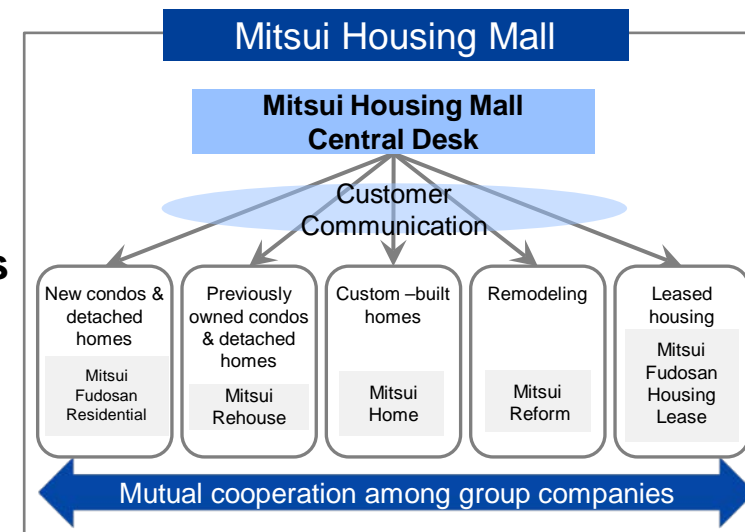 Mitsui Housing Mall
Mitsui Housing Mall
Central Desk
Customer
Communication
s
New condos &
detached
homes
Mitsui
Fudosan
Residential
Previously
owned condos
& detached
homes
Mitsui
Rehouse
Custom –built
homes
Mitsui
Home
Remodeling
Mitsui
Reform
Leased
housing
Mitsui
Fudosan
Housing
Lease
Mutual cooperation among group companies